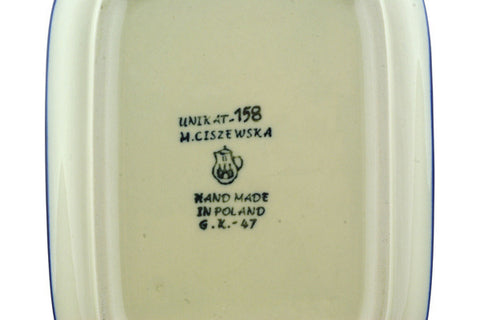 UNIKAT-158
M.CISZEWSKA
HAND MADE
IN POLAND
G.K.-47